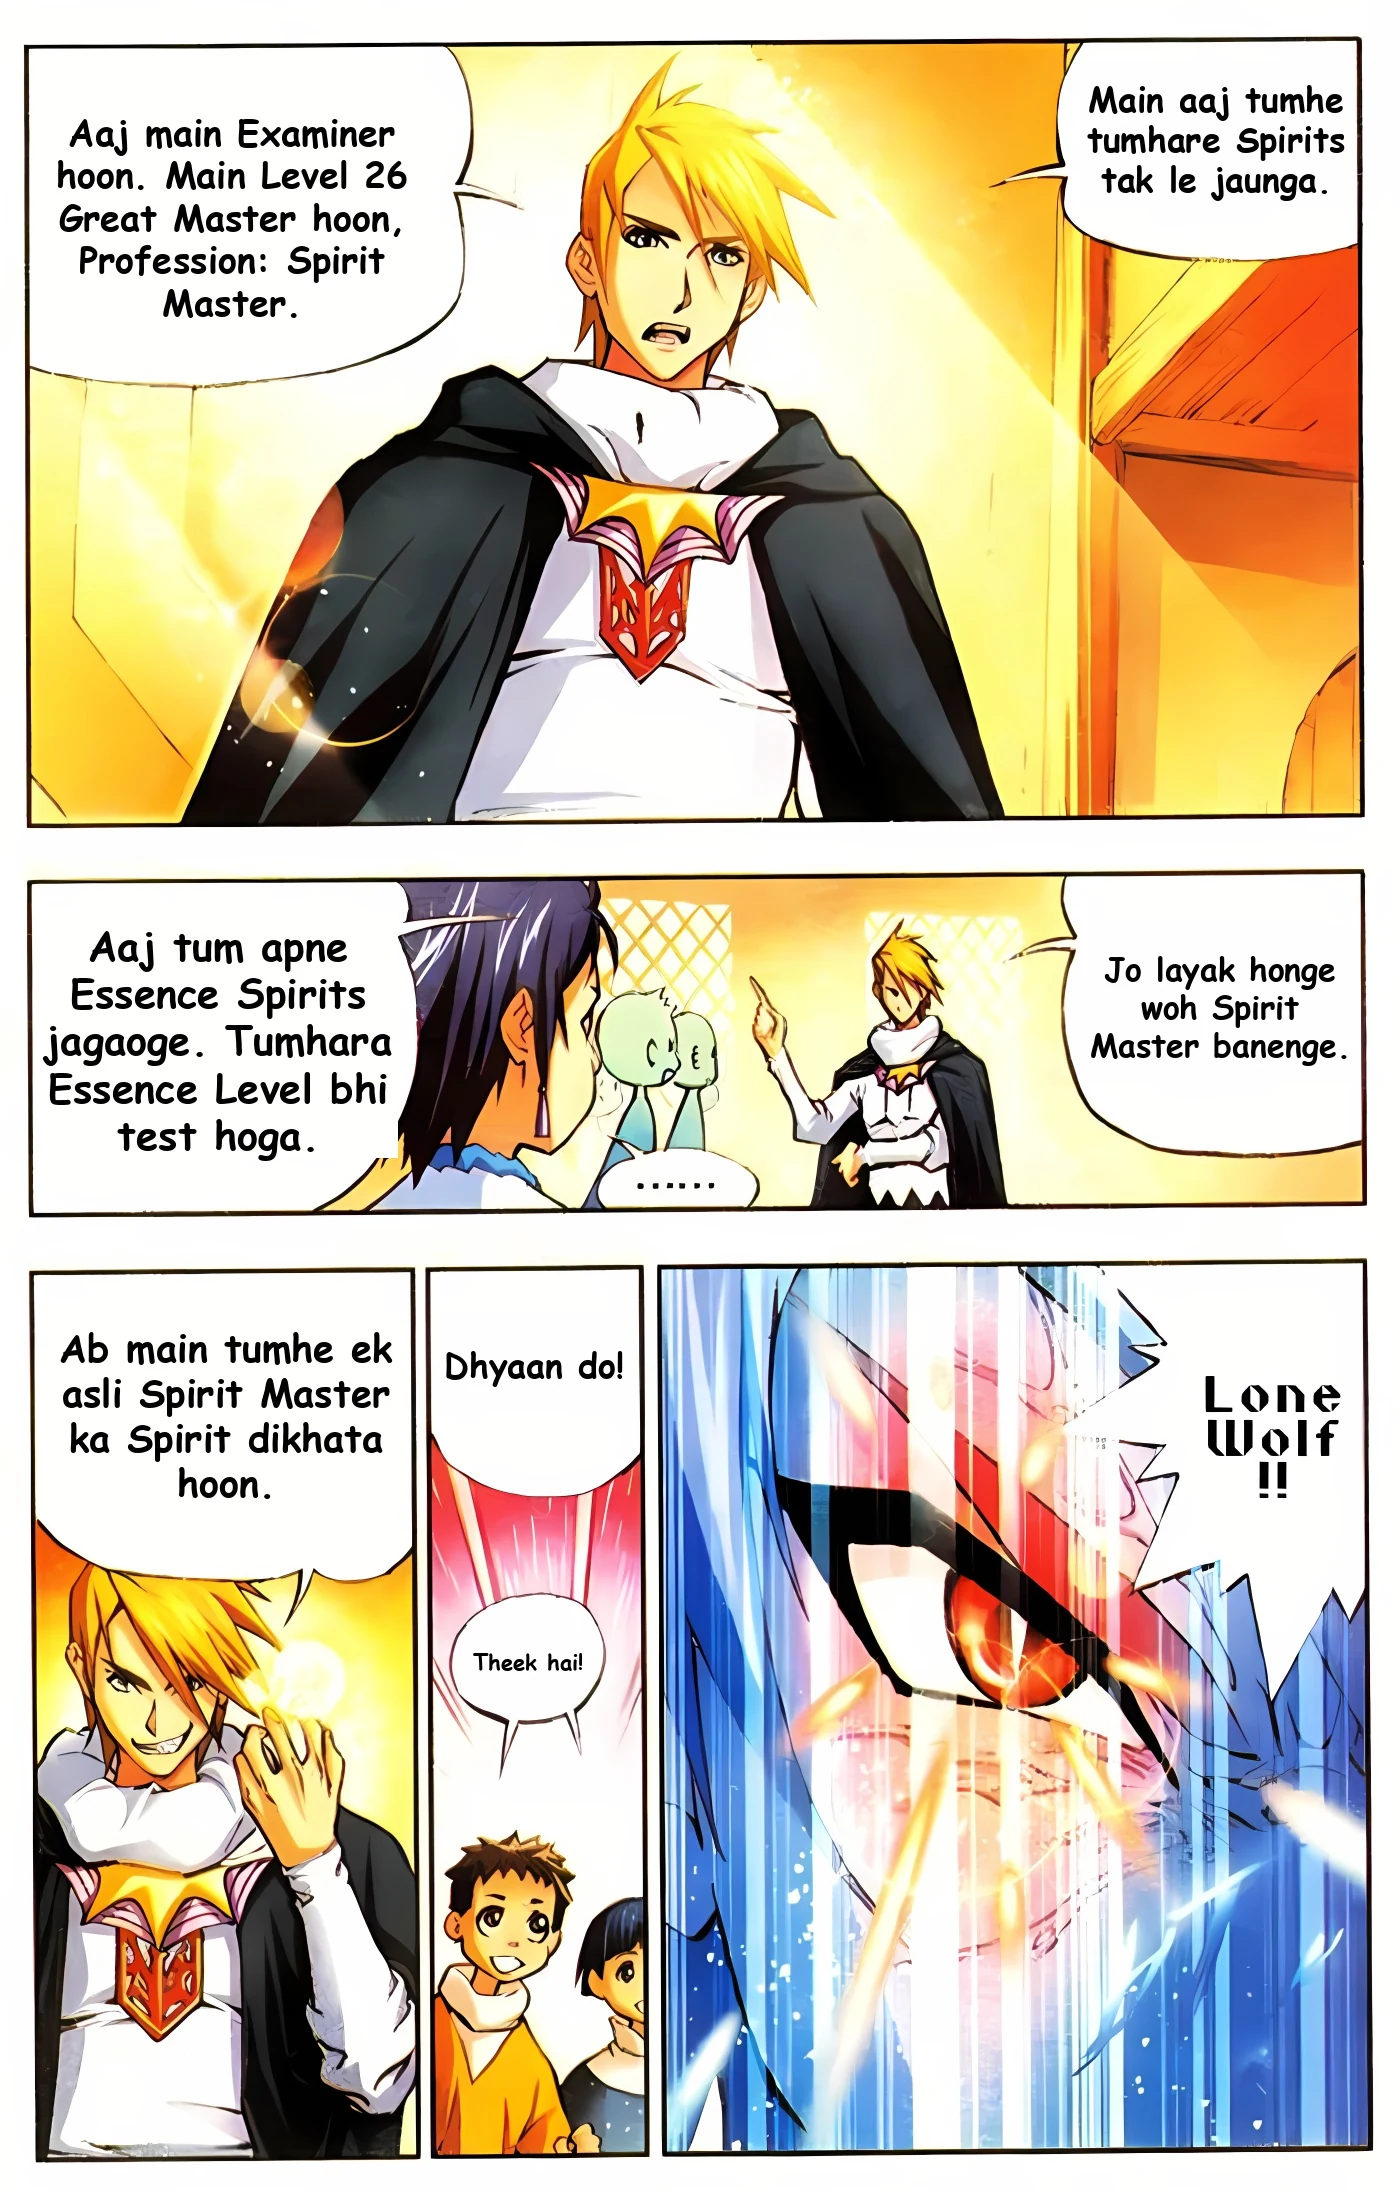 Aaj main Examiner
hoon. Main Level 26
Great Master hoon,
Profession: Spirit
Master.
Main aaj tumhe
tumhare Spirits
tak le jaunga.
Aaj tum apne
Essence Spirits
jagaoge. Tumhara
Essence Level bhi
test hoga.
......
Jo layak honge
woh Spirit
Master banenge.
Ab main tumhe ek
asli Spirit Master
ka Spirit dikhata
hoon.
Dhyaan do!
Theek hai!
Lone
Wolf
!!